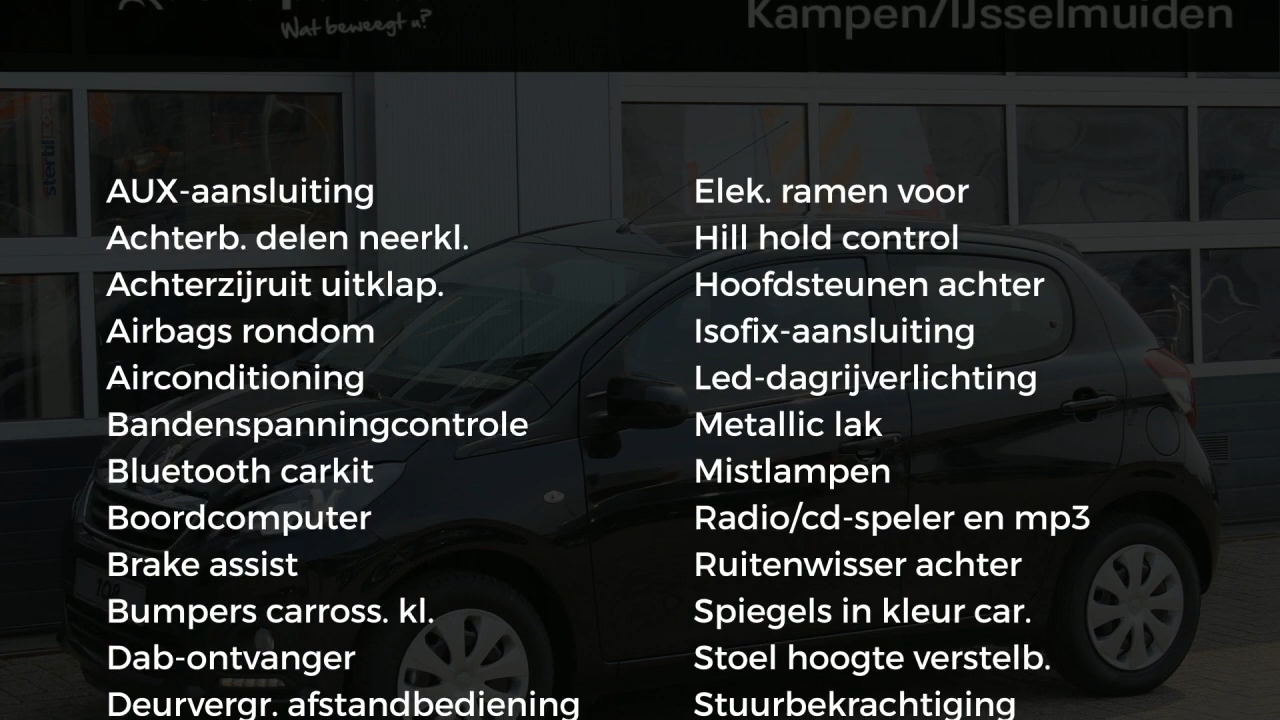 Wat beweegt u?
Kampen/IJsselmuiden
stertil
AUX-aansluiting
Achterb. delen neerkl.
Achterzijruit uitklap.
Airbags rondom
Airconditioning
Bandenspanningcontrole
Bluetooth carkit
Boordcomputer
Brake assist
Bumpers carross. kl.
Dab-ontvanger
Deurvergr. afstandbediening
Elek. ramen voor
Hill hold control
Hoofdsteunen achter
Isofix-aansluiting
Led-dagrijverlichting
Metallic lak
Mistlampen
Radio/cd-speler en mp3
Ruitenwisser achter
Spiegels in kleur car.
Stoel hoogte verstelb.
Stuurbekrachtiging